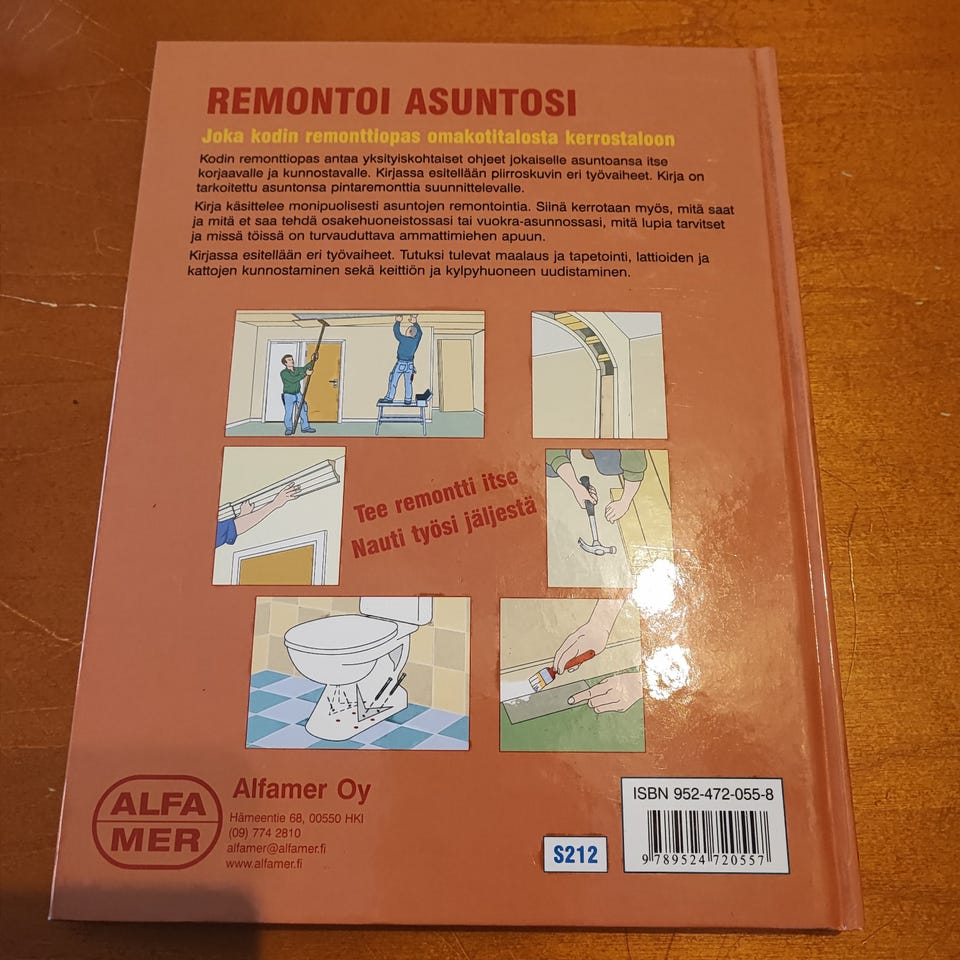 REMONTOI ASUNTOSI
Joka kodin remonttiopas omakotitalosta kerrostaloon
Kodin remonttiopas antaa yksityiskohtaiset ohjeet jokaiselle asuntoansa itse
korjaavalle ja kunnostavalle. Kirjassa esitellään piirroskuvin eri työvaiheet. Kirja on
tarkoitettu asuntonsa pintaremonttia suunnittelevalle.
Kirja käsittelee monipuolisesti asuntojen remontointia. Siinä kerrotaan myös, mitä saat
ja mitä et saa tehdä osakehuoneistossasi tai vuokra-asunnossasi, mitä lupia tarvitset
ja missä töissä on turvauduttava ammattimiehen apuun.
Kirjassa esitellään eri työvaiheet. Tutuksi tulevat maalaus ja tapetointi, lattioiden ja
kattojen kunnostaminen sekä keittiön ja kylpyhuoneen uudistaminen.
Tee remontti itse
Nauti työsi jäljestä
ALFA
MER
Alfamer Oy
Hämeentie 68, 00550 HKI
(09) 774 2810
alfamer@alfamer.fi
www.alfamer.fi
S212
ISBN 952-472-055-8
9 789524 720557